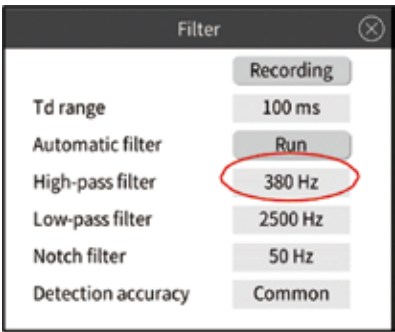 Filter
Recording
Td range 100 ms
Automatic filter Run
High-pass filter 380 Hz
Low-pass filter 2500 Hz
Notch filter 50 Hz
Detection accuracy Common